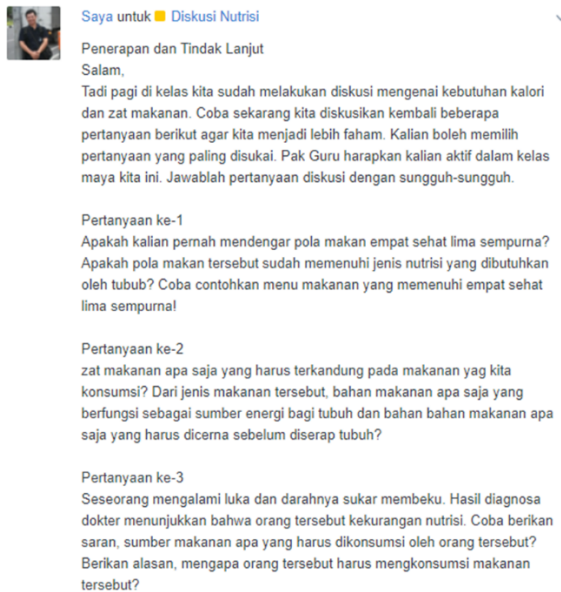 Saya untuk Diskusi Nutrisi
Penerapan dan Tindak Lanjut
Salam,
Tadi pagi di kelas kita sudah melakukan diskusi mengenai kebutuhan kalori
dan zat makanan. Coba sekarang kita diskusikan kembali beberapa
pertanyaan berikut agar kita menjadi lebih faham. Kalian boleh memilih
pertanyaan yang paling disukai. Pak Guru harapkan kalian aktif dalam kelas
maya kita ini. Jawablah pertanyaan diskusi dengan sungguh-sungguh.
Pertanyaan ke-1
Apakah kalian pernah mendengar pola makan empat sehat lima sempurna?
Apakah pola makan tersebut sudah memenuhi jenis nutrisi yang dibutuhkan
oleh tubub? Coba contohkan menu makanan yang memenuhi empat sehat
lima sempurna!
Pertanyaan ke-2
zat makanan apa saja yang harus terkandung pada makanan yag kita
konsumsi? Dari jenis makanan tersebut, bahan makanan apa saja yang
berfungsi sebagai sumber energi bagi tubuh dan bahan bahan makanan apa
saja yang harus dicerna sebelum diserap tubuh?
Pertanyaan ke-3
Seseorang mengalami luka dan darahnya sukar membeku. Hasil diagnosa
dokter menunjukkan bahwa orang tersebut kekurangan nutrisi. Coba berikan
saran, sumber makanan apa yang harus dikonsumsi oleh orang tersebut?
Berikan alasan, mengapa orang tersebut harus mengkonsumsi makanan
tersebut?